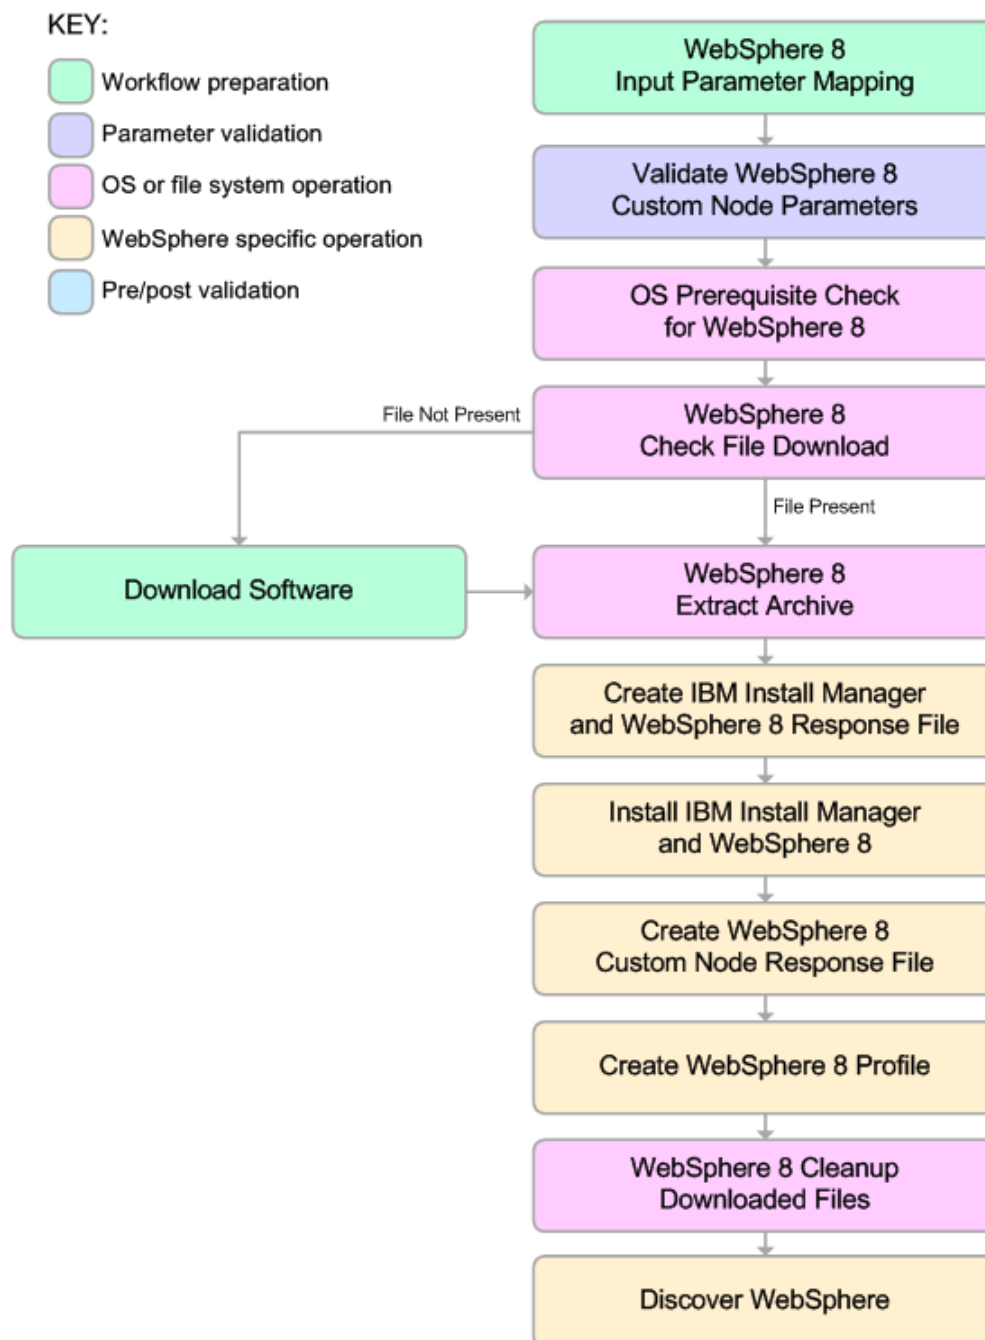 KEY:
Workflow preparation
Parameter validation
OS or file system operation
WebSphere specific operation
Pre/post validation
WebSphere 8
Input Parameter Mapping
Validate WebSphere 8
Custom Node Parameters
OS Prerequisite Check
for WebSphere 8
WebSphere 8
Check File Download
File Not Present
File Present
Download Software
WebSphere 8
Extract Archive
Create IBM Install Manager
and WebSphere 8 Response File
Install IBM Install Manager
and WebSphere 8
Create WebSphere 8
Custom Node Response File
Create WebSphere 8 Profile
WebSphere 8 Cleanup
Downloaded Files
Discover WebSphere